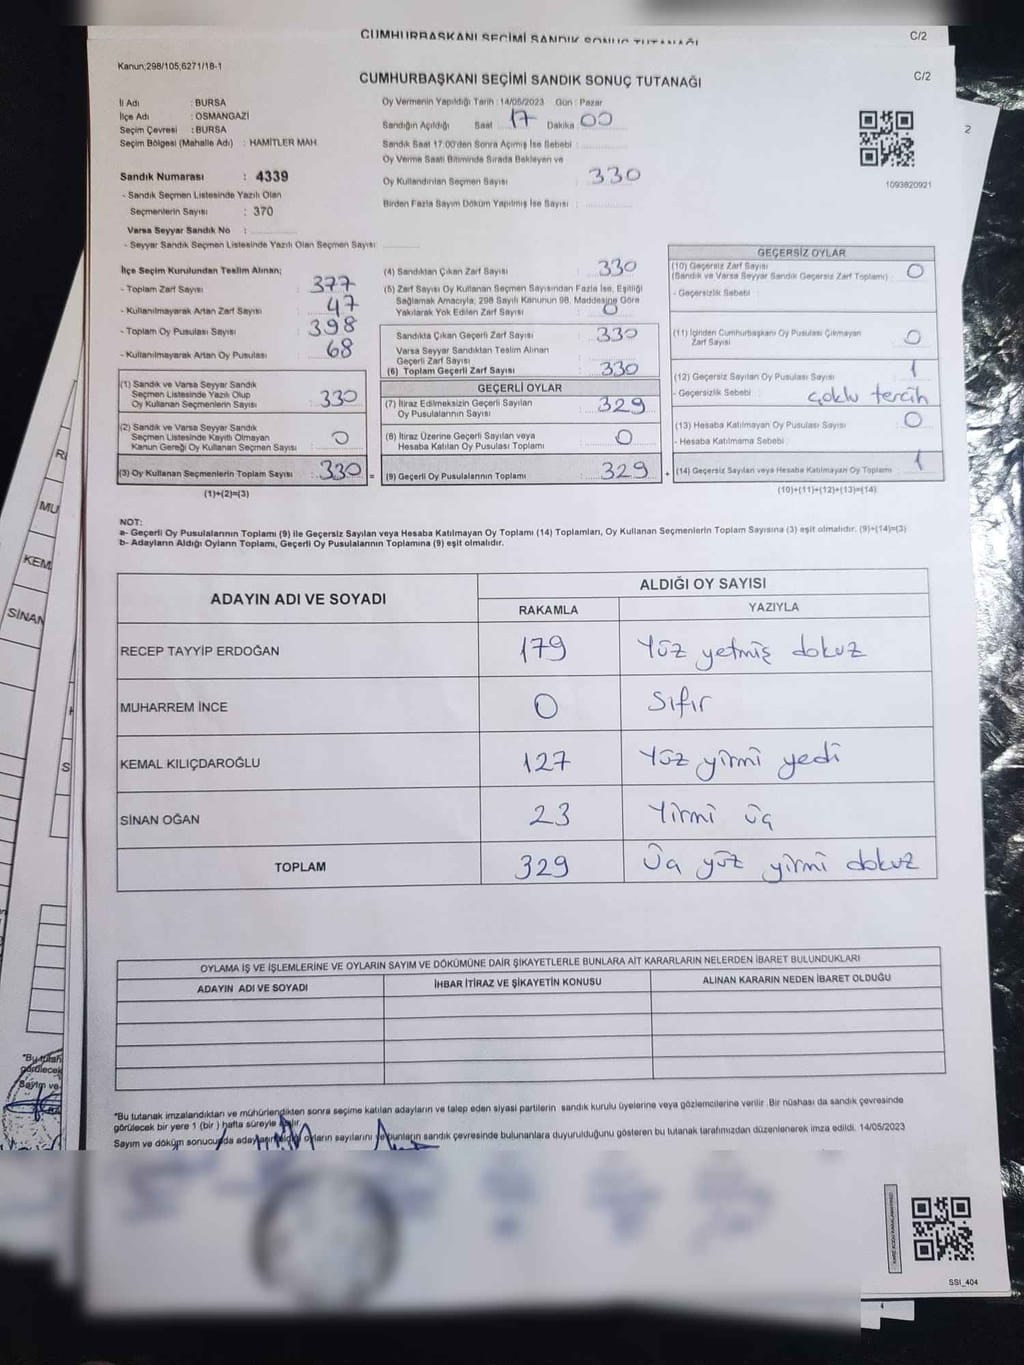 CUMHURBAŞKANI SEÇİMİ SANDIK SONUÇ TUTANAĞI
C/2
Kanun;298/105;6271/18-1
CUMHURBAŞKANI SEÇİMİ SANDIK SONUÇ TUTANAĞI
C/2
2
İl Adı : BURSA
İlçe Adı : OSMANGAZİ
Seçim Çevresi : BURSA
Seçim Bölgesi (Mahalle Adı) : HAMİTLER MAH.
Sandık Numarası : 4339
- Sandık Seçmen Listesinde Yazılı Olan
Seçmenlerin Sayısı : 370
Varsa Seyyar Sandık No :
- Seyyar Sandık Seçmen Listesinde Yazılı Olan Seçmen Sayısı:
Oy Vermenin Yapıldığı Tarih : 14/05/2023 Gün : Pazar
Sandığın Açıldığı Saat 17 Dakika 00
Sandık Saat 17:00'den Sonra Açımış İse Sebebi :
Oy Verme Saati Bitiminde Sırada Bekleyen ve
Oy Kullandırılan Seçmen Sayısı : 330
Birden Fazla Sayım Döküm Yapılmış İse Sayısı :
1093820921
İlçe Seçim Kurulundan Teslim Alınan;
- Toplam Zarf Sayısı : 377
- Kullanılmayarak Artan Zarf Sayısı : 47
- Toplam Oy Pusulası Sayısı : 398
- Kullanılmayarak Artan Oy Pusulası : 68
(1) Sandık ve Varsa Seyyar Sandık
Seçmen Listesinde Yazılı Olup
Oy Kullanan Seçmenlerin Sayısı : 330
(2) Sandık ve Varsa Seyyar Sandık
Seçmen Listesinde Kayıtlı Olmayan
Kanun Gereği Oy Kullanan Seçmen Sayısı : 0
(3) Oy Kullanan Seçmenlerin Toplam Sayısı : 330 =
(1)+(2)=(3)
(4) Sandıktan Çıkan Zarf Sayısı : 330
(5) Zarf Sayısı Oy Kullanan Seçmen Sayısından Fazla İse, Eşitliği
Sağlamak Amacıyla, 298 Sayılı Kanunun 98. Maddesine Göre
Yakılarak Yok Edilen Zarf Sayısı : 0
Sandıkta Çıkan Geçerli Zarf Sayısı : 330
Varsa Seyyar Sandıktan Teslim Alınan
Geçerli Zarf Sayısı
(6) Toplam Geçerli Zarf Sayısı : 330
GEÇERLİ OYLAR
(7) İtiraz Edilmeksizin Geçerli Sayılan
Oy Pusulalarının Sayısı : 329
(8) İtiraz Üzerine Geçerli Sayılan veya
Hesaba Katılan Oy Pusulası Toplamı : 0
(9) Geçerli Oy Pusulalarının Toplamı : 329 +
GEÇERSİZ OYLAR
(10) Geçersiz Zarf Sayısı : 0
(Sandık ve Varsa Seyyar Sandık Geçersiz Zarf Toplamı)
- Geçersizlik Sebebi :
(11) İçinden Cumhurbaşkanı Oy Pusulası Çıkmayan
Zarf Sayısı : 0
(12) Geçersiz Sayılan Oy Pusulası Sayısı : 1
- Geçersizlik Sebebi : çoklu tercih
(13) Hesaba Katılmayan Oy Pusulası Sayısı : 0
- Hesaba Katılmama Sebebi :
(14) Geçersiz Sayılan veya Hesaba Katılmayan Oy Toplamı : 1
(10)+(11)+(12)+(13)=(14)
NOT:
a- Geçerli Oy Pusulalarının Toplamı (9) ile Geçersiz Sayılan veya Hesaba Katılmayan Oy Toplamı (14) Toplamları, Oy Kullanan Seçmenlerin Toplam Sayısına (3) eşit olmalıdır. (9)+(14)=(3)
b- Adayların Aldığı Oyların Toplamı, Geçerli Oy Pusulalarının Toplamına (9) eşit olmalıdır.
ADAYIN ADI VE SOYADI
ALDIĞI OY SAYISI
RAKAMLA YAZIYLA
RECEP TAYYİP ERDOĞAN 179 Yüz yetmiş dokuz
MUHARREM İNCE 0 Sıfır
KEMAL KILIÇDAROĞLU 127 Yüz yirmi yedi
SİNAN OĞAN 23 Yirmi üç
TOPLAM 329 Üç yüz yirmi dokuz
OYLAMA İŞ VE İŞLEMLERİNE VE OYLARIN SAYIM VE DÖKÜMÜNE DAİR ŞİKAYETLERLE BUNLARA AİT KARARLARIN NELERDEN İBARET BULUNDUKLARI
ADAYIN ADI VE SOYADI İHBAR İTİRAZ VE ŞİKAYETİN KONUSU ALINAN KARARIN NEDEN İBARET OLDUĞU
*Bu tutanak imzalandıktan ve mühürlendikten sonra seçime katılan adayların ve talep eden siyasi partilerin sandık kurulu üyelerine veya gözlemcilerine verilir. Bir nüshası da sandık çevresinde
görülecek bir yere 1 (bir) hafta süreyle asılır.
Sayım ve döküm sonucunda adayların aldığı oyların sayılarını ve bunların sandık çevresinde bulunanlara duyurulduğunu gösteren bu tutanak tarafımızdan düzenlenerek imza edildi. 14/05/2023
SSI_404
4
R
MU
KEM
SİNAN
S
*Bu tutan
görülecek
Sayım ve